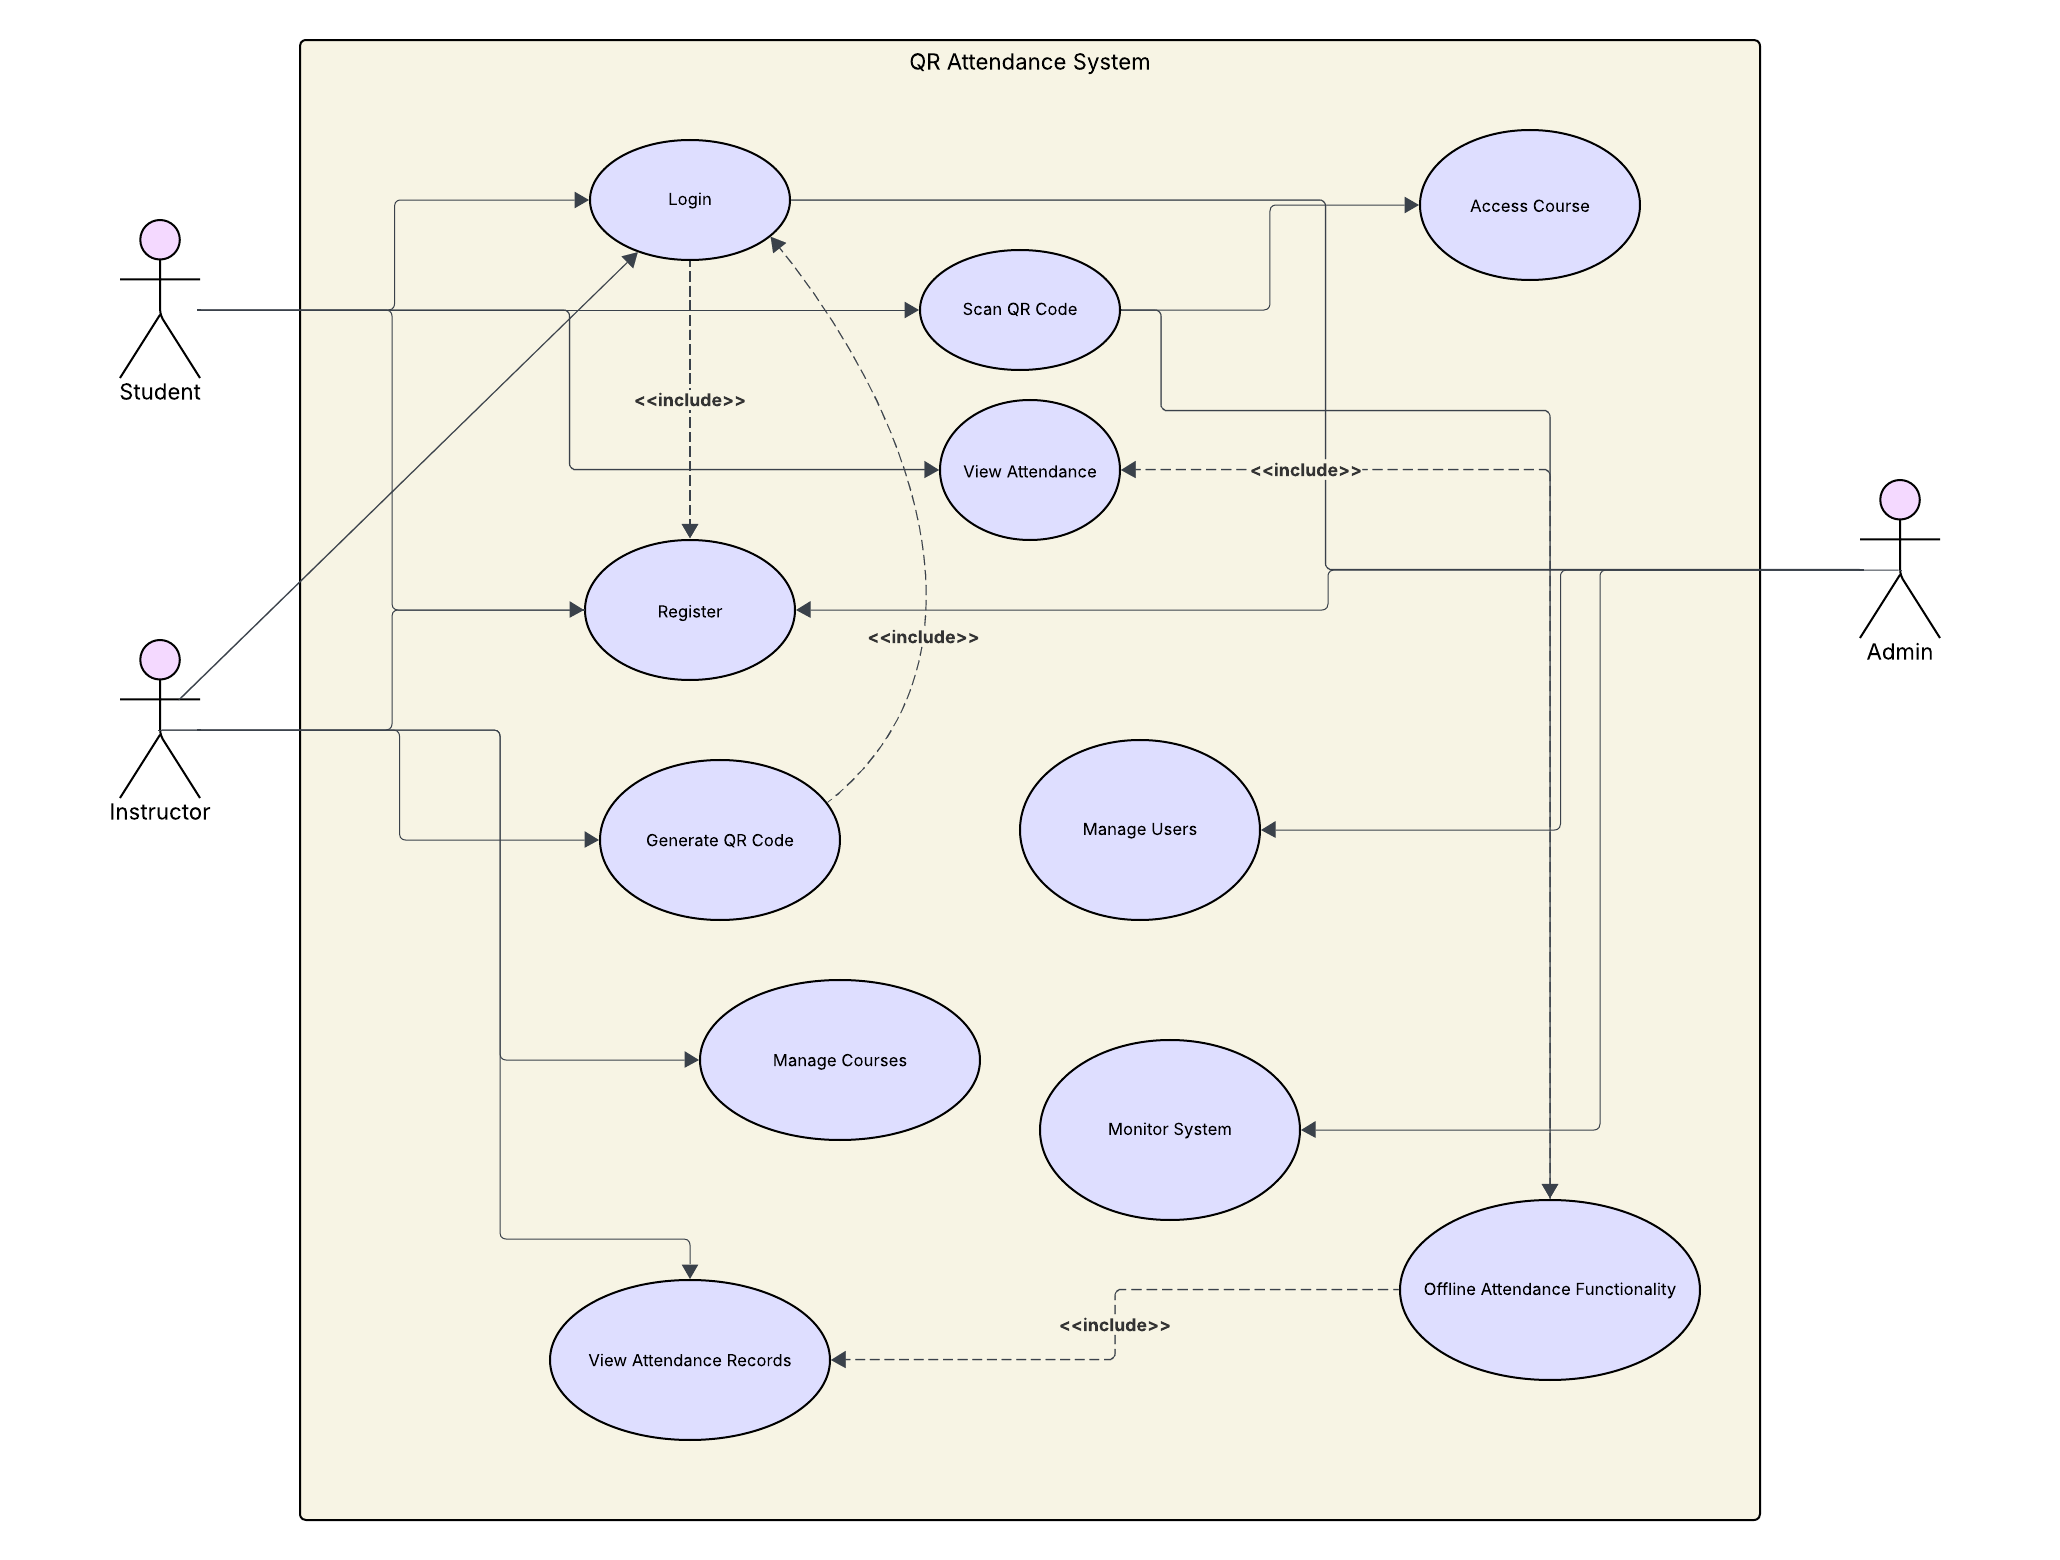 QR Attendance System
Login
Access Course
Scan QR Code
Student
<<include>>
View Attendance
<<include>>
Register
<<include>>
Admin
Instructor
Generate QR Code
Manage Users
Manage Courses
Monitor System
Offline Attendance Functionality
<<include>>
View Attendance Records